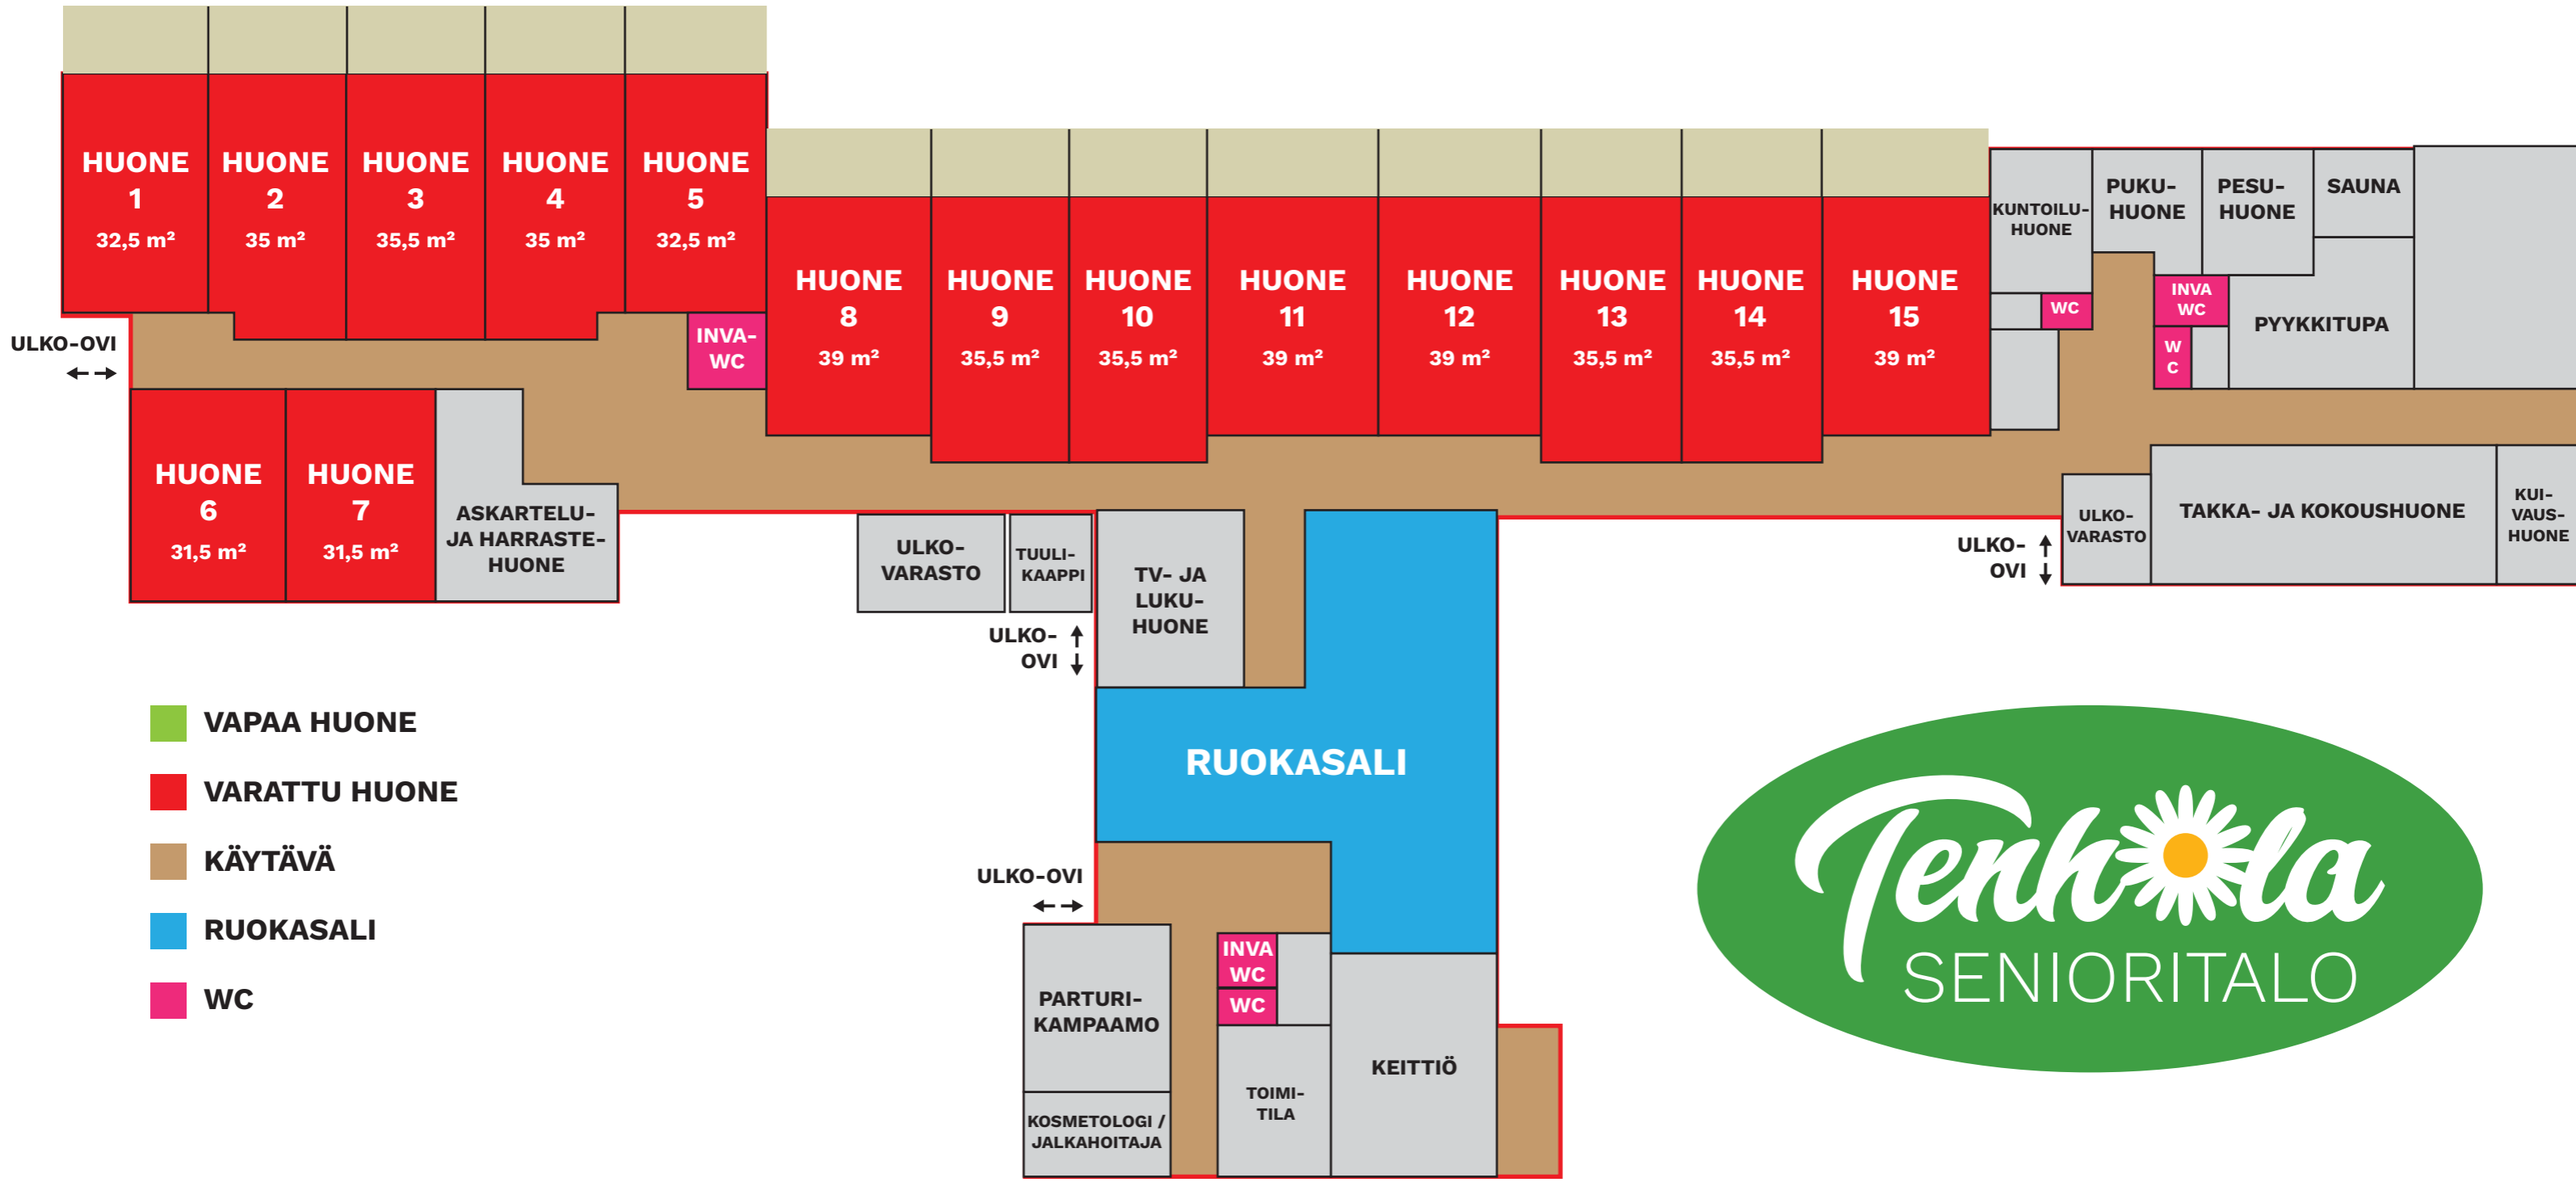 HUONE
1
32,5 m²
HUONE
2
35 m²
HUONE
3
35,5 m²
HUONE
4
35 m²
HUONE
5
32,5 m²
HUONE
8
39 m²
HUONE
9
35,5 m²
HUONE
10
35,5 m²
HUONE
11
39 m²
HUONE
12
39 m²
HUONE
13
35,5 m²
HUONE
14
35,5 m²
HUONE
15
39 m²
KUNTOILU-
HUONE
PUKU-
HUONE
PESU-
HUONE
SAUNA
WC
INVA
WC
W
C
PYYKKITUPA
ULKO-OVI
INVA-
WC
HUONE
6
31,5 m²
HUONE
7
31,5 m²
ASKARTELU-
JA HARRASTE-
HUONE
ULKO-
VARASTO
TUULI-
KAAPPI
ULKO-
OVI
TV- JA
LUKU-
HUONE
ULKO-
OVI
ULKO-
VARASTO
TAKKA- JA KOKOUSHUONE
KUI-
VAUS-
HUONE
RUOKASALI
VAPAA HUONE
VARATTU HUONE
KÄYTÄVÄ
RUOKASALI
WC
ULKO-OVI
PARTURI-
KAMPAAMO
KOSMETOLOGI /
JALKAHOITAJA
INVA
WC
WC
TOIMI-
TILA
KEITTIÖ
Tenhola
SENIORITALO